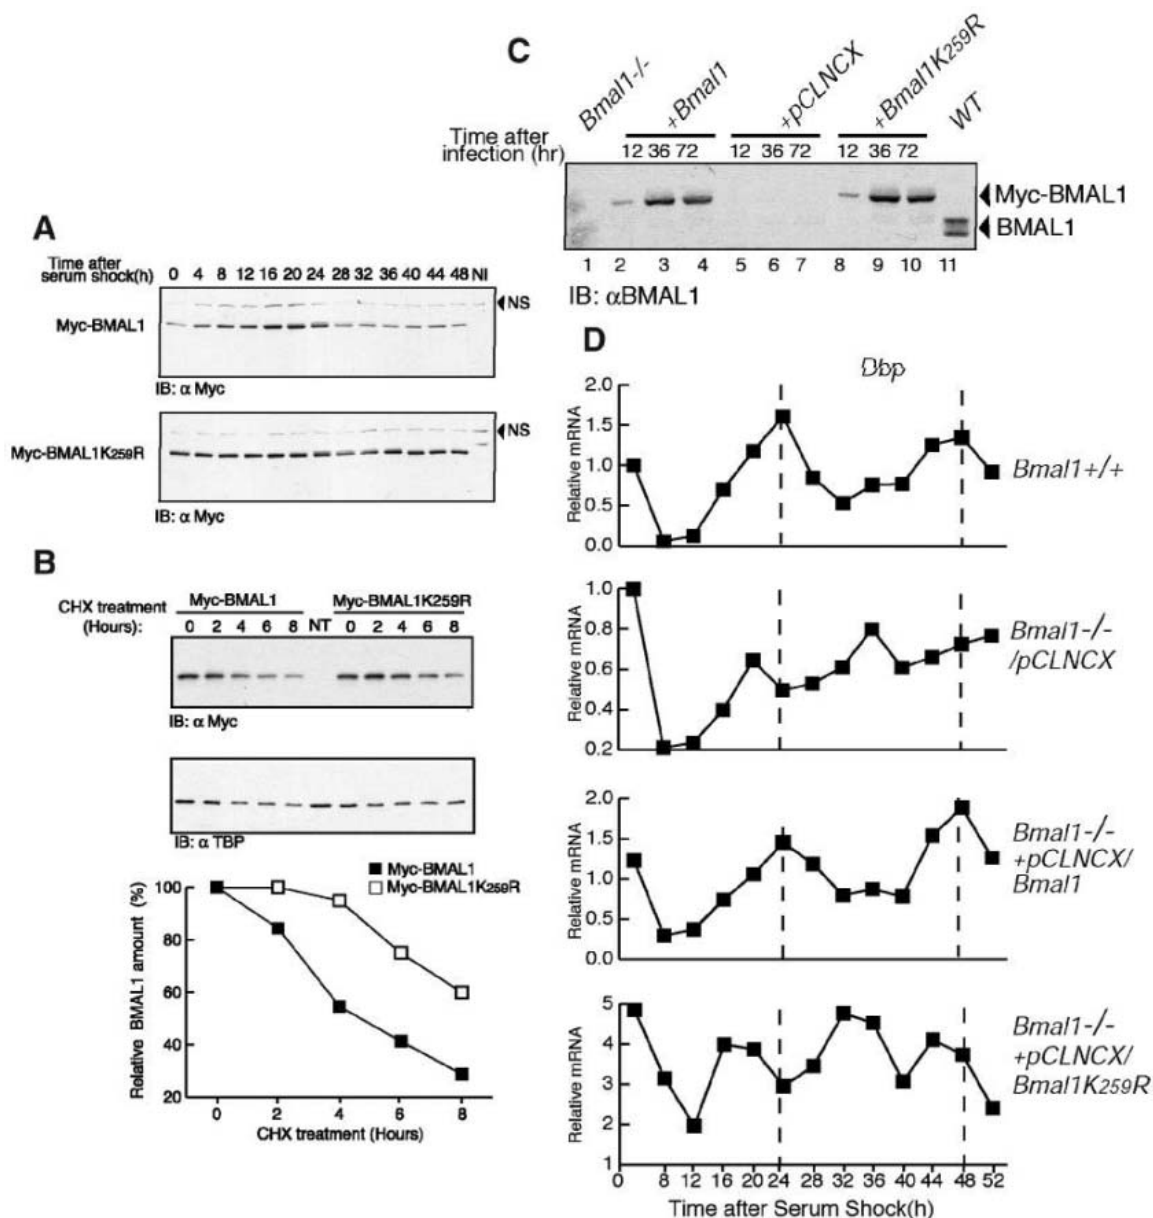 C
Bmal1-/-
+Bmal1
+pCLNCX
+Bmal1K259R
WT
Time after
infection (hr)
12 36 72 12 36 72 12 36 72
Myc-BMAL1
BMAL1
1 2 3 4 5 6 7 8 9 10 11
IB: αBMAL1
A
Time after
serum shock(h)
0 4 8 12 16 20 24 28 32 36 40 44 48 NI
NS
Myc-BMAL1
IB: α Myc
NS
Myc-BMAL1K259R
IB: α Myc
B
CHX treatment
(Hours):
Myc-BMAL1 Myc-BMAL1K259R
0 2 4 6 8 NT 0 2 4 6 8
IB: α Myc
IB: α TBP
Myc-BMAL1
Myc-BMAL1K259R
Relative BMAL1 amount (%)
100
80
60
40
20
0 2 4 6 8
CHX treatment (Hours)
D
Dbp
Relative mRNA
2.0
1.5
1.0
0.5
0.0
Bmal1+/+
Relative mRNA
1.0
0.8
0.6
0.4
0.2
Bmal1-/-
/pCLNCX
Relative mRNA
2.0
1.5
1.0
0.5
0.0
Bmal1-/-
+pCLNCX/
Bmal1
Relative mRNA
5
4
3
2
1
Bmal1-/-
+pCLNCX/
Bmal1K259R
0 8 12 16 20 24 28 32 36 40 44 48 52
Time after Serum Shock(h)